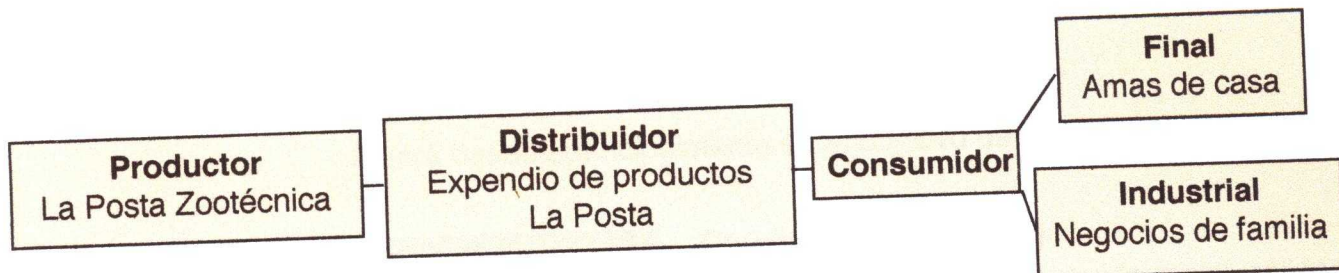 Productor
La Posta Zootécnica
Distribuidor
Expendio de productos
La Posta
Consumidor
Final
Amas de casa
Industrial
Negocios de familia